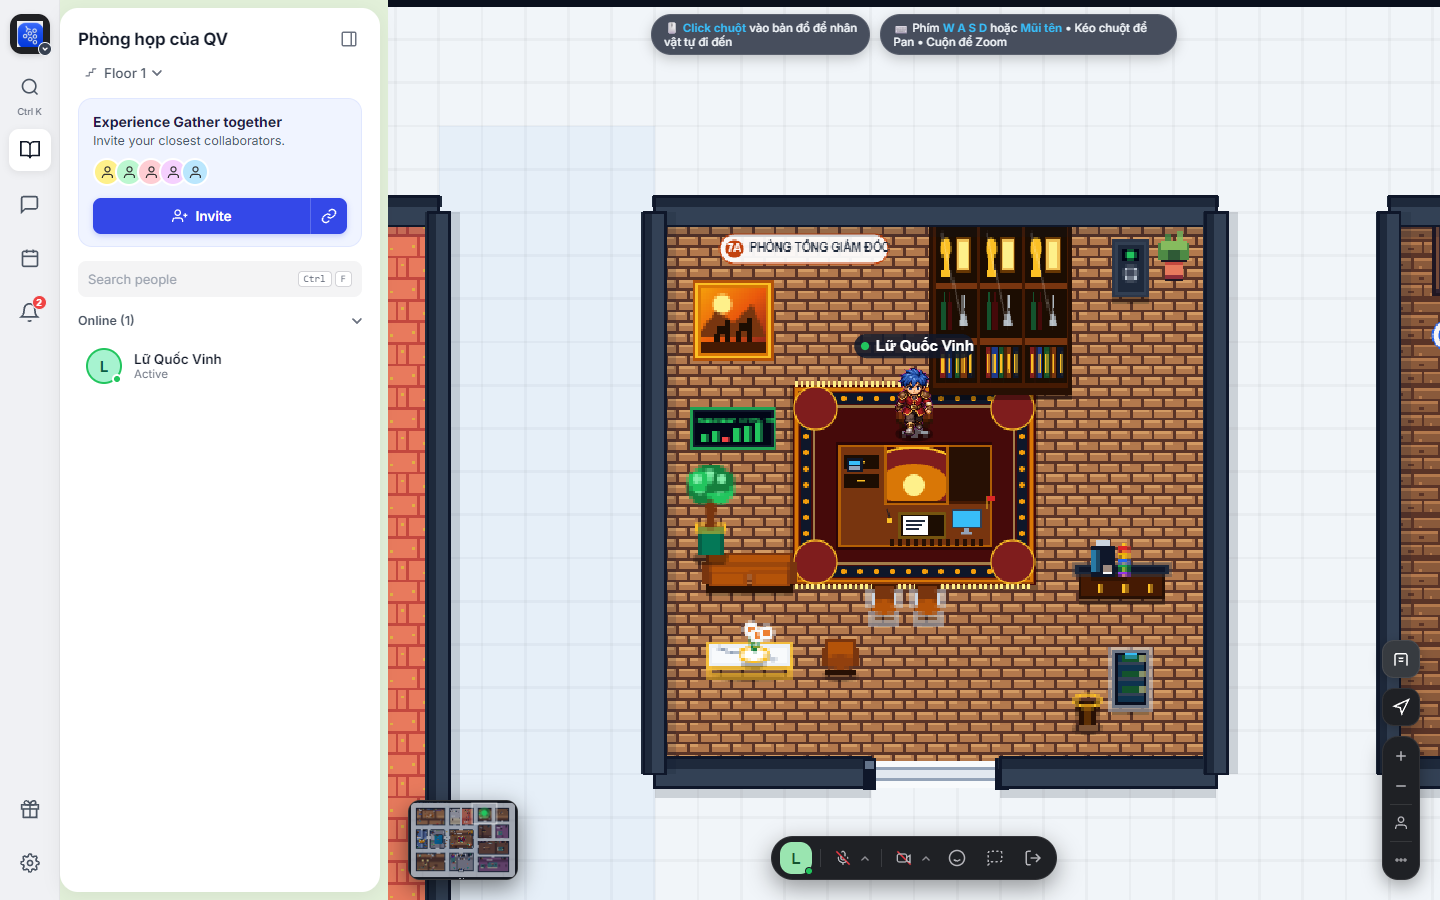 Phòng họp của QV
Floor 1
Ctrl K
Experience Gather together
Invite your closest collaborators.
Invite
Search people
Ctrl F
2
Online (1)
L
Lữ Quốc Vinh
Active
Click chuột vào bản đồ để nhân
vật tự đi đến
Phím W A S D hoặc Mũi tên • Kéo chuột để
Pan • Cuộn để Zoom
7A PHÒNG TỔNG GIÁM ĐỐC
Lữ Quốc Vinh
L